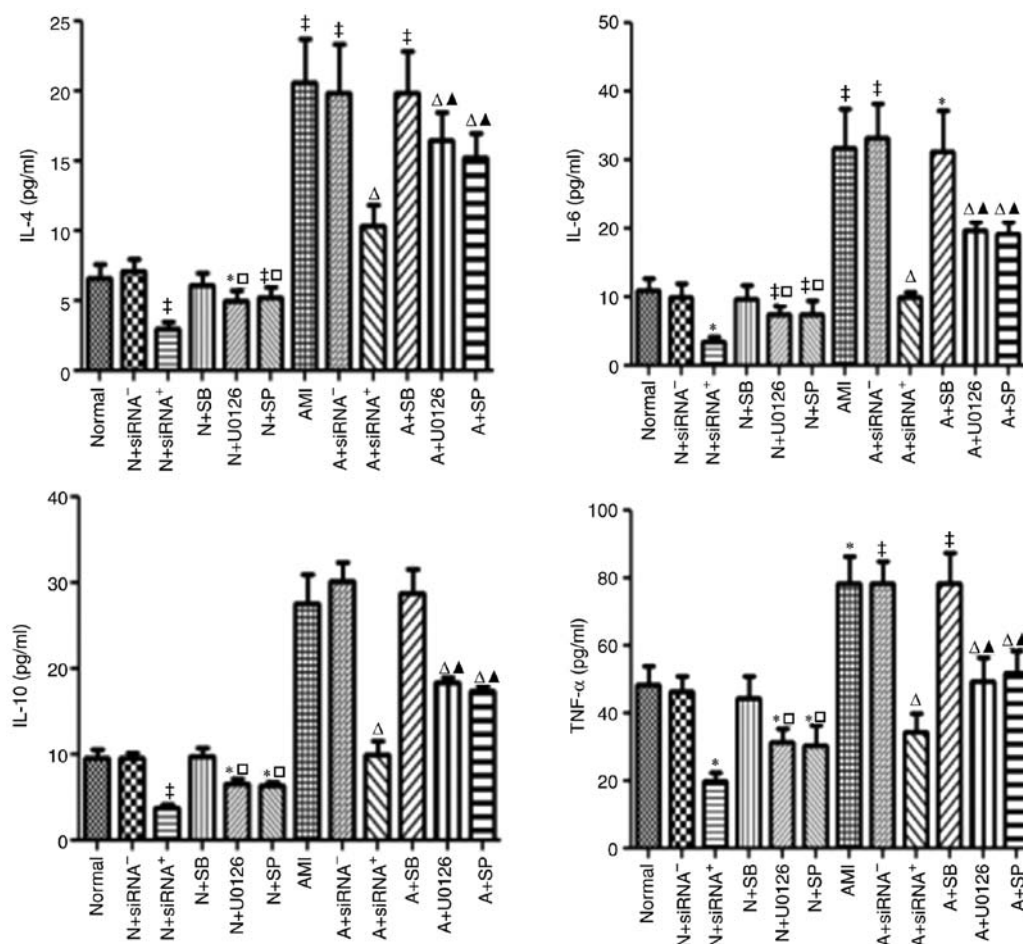 25
20
15
10
5
0
IL-4 (pg/ml)
‡
‡
‡
Δ▲
Δ▲
Δ
‡
*□
‡□
Normal
N+siRNA⁻
N+siRNA⁺
N+SB
N+U0126
N+SP
AMI
A+siRNA⁻
A+siRNA⁺
A+SB
A+U0126
A+SP
50
40
30
20
10
0
IL-6 (pg/ml)
‡
‡
*
Δ▲
Δ▲
Δ
*
‡□
‡□
Normal
N+siRNA⁻
N+siRNA⁺
N+SB
N+U0126
N+SP
AMI
A+siRNA⁻
A+siRNA⁺
A+SB
A+U0126
A+SP
40
30
20
10
0
IL-10 (pg/ml)
‡
*□
*□
Δ
Δ▲
Δ▲
Normal
N+siRNA⁻
N+siRNA⁺
N+SB
N+U0126
N+SP
AMI
A+siRNA⁻
A+siRNA⁺
A+SB
A+U0126
A+SP
100
80
60
40
20
0
TNF-α (pg/ml)
*
‡
‡
Δ▲
Δ▲
Δ
*
*□
*□
Normal
N+siRNA⁻
N+siRNA⁺
N+SB
N+U0126
N+SP
AMI
A+siRNA⁻
A+siRNA⁺
A+SB
A+U0126
A+SP